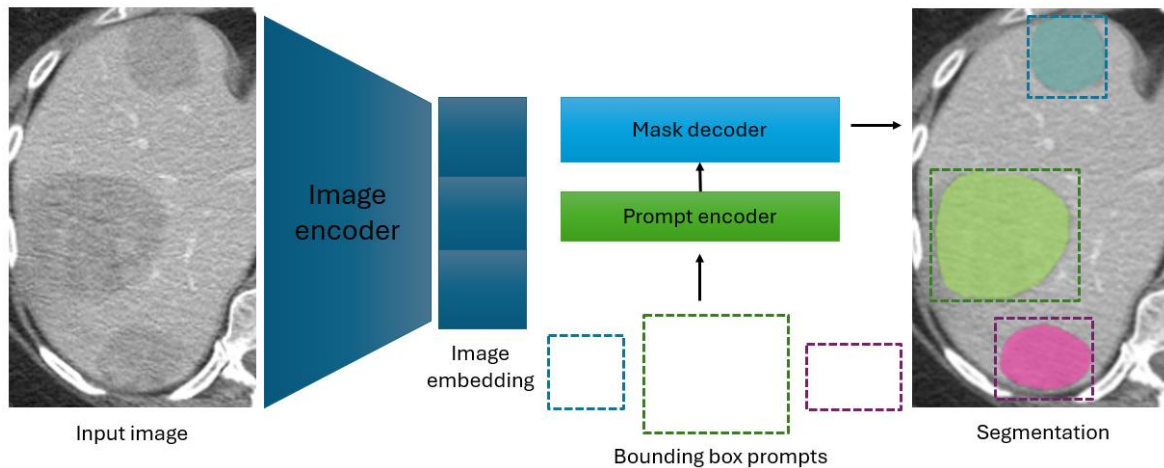 Input image
Image
encoder
Image
embedding
Mask decoder
Prompt encoder
Bounding box prompts
Segmentation